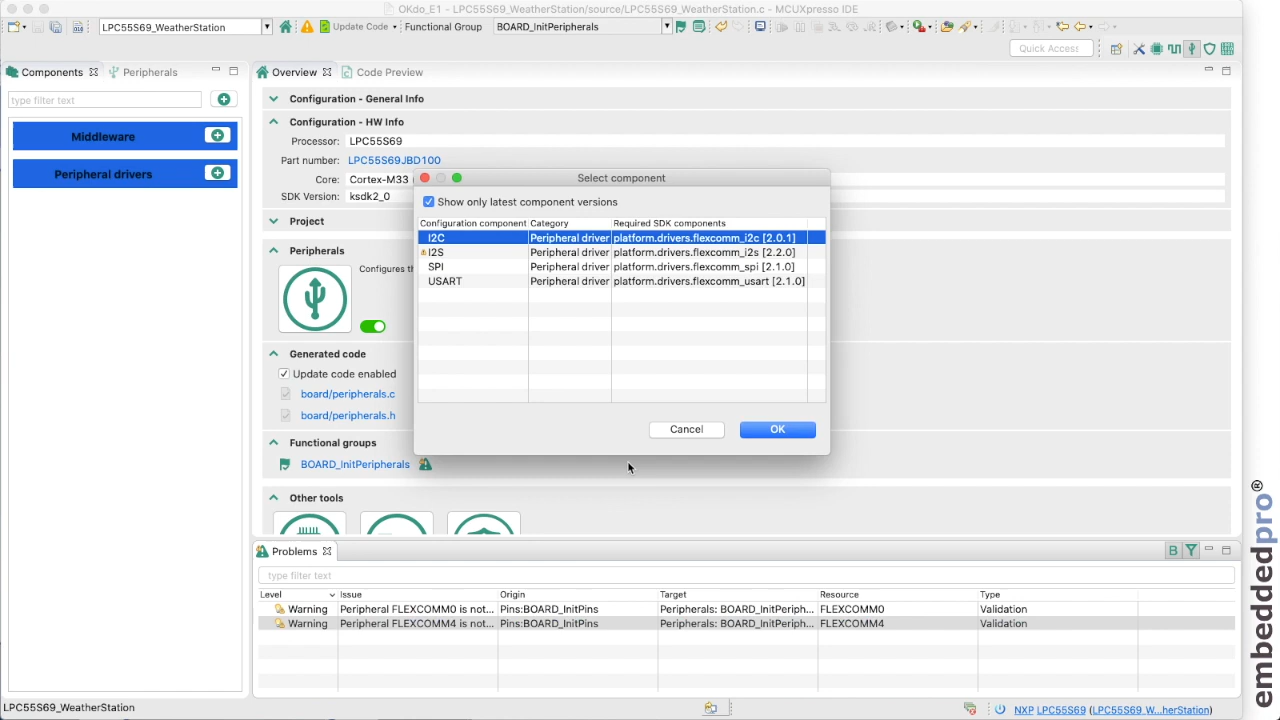 OKdo_E1 - LPC55S69_WeatherStation/source/LPC55S69_WeatherStation.c - MCUXpresso IDE
LPC55S69_WeatherStation
Update Code
Functional Group
BOARD_InitPeripherals
Quick Access
Components
Peripherals
Overview
Code Preview
type filter text
Middleware
Peripheral drivers
Configuration - General Info
Configuration - HW Info
Processor: LPC55S69
Part number: LPC55S69JBD100
Core: Cortex-M33
SDK Version: ksdk2_0
Project
Peripherals
Configures
Generated code
Update code enabled
board/peripherals.c
board/peripherals.h
Functional groups
BOARD_InitPeripherals
Other tools
Select component
Show only latest component versions
Configuration component Category Required SDK components
I2C Peripheral driver platform.drivers.flexcomm_i2c [2.0.1]
I2S Peripheral driver platform.drivers.flexcomm_i2s [2.2.0]
SPI Peripheral driver platform.drivers.flexcomm_spi [2.1.0]
USART Peripheral driver platform.drivers.flexcomm_usart [2.1.0]
Cancel
OK
Problems
type filter text
Level Issue Origin Target Resource Type
Warning Peripheral FLEXCOMM0 is not... Pins:BOARD_InitPins Peripherals: BOARD_InitPeriph... FLEXCOMM0 Validation
Warning Peripheral FLEXCOMM4 is not... Pins:BOARD_InitPins Peripherals: BOARD_InitPeriph... FLEXCOMM4 Validation
LPC55S69_WeatherStation
NXP LPC55S69 (LPC55S69_W...herStation)
embeddedpro®